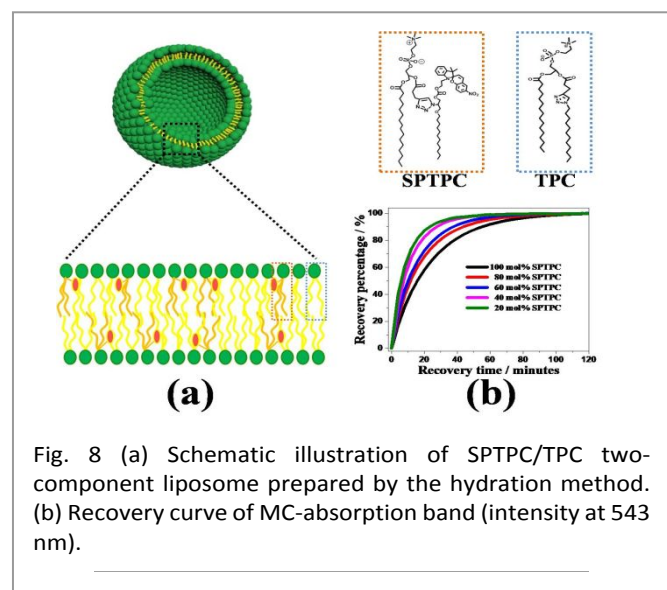 SPTPC
TPC
100
80
60
40
20
0
Recovery percentage / %
100 mol% SPTPC
80 mol% SPTPC
60 mol% SPTPC
40 mol% SPTPC
20 mol% SPTPC
0 20 40 60 80 100 120
Recovery time / minutes
(a) (b)
Fig. 8 (a) Schematic illustration of SPTPC/TPC two-
component liposome prepared by the hydration method.
(b) Recovery curve of MC-absorption band (intensity at 543
nm).